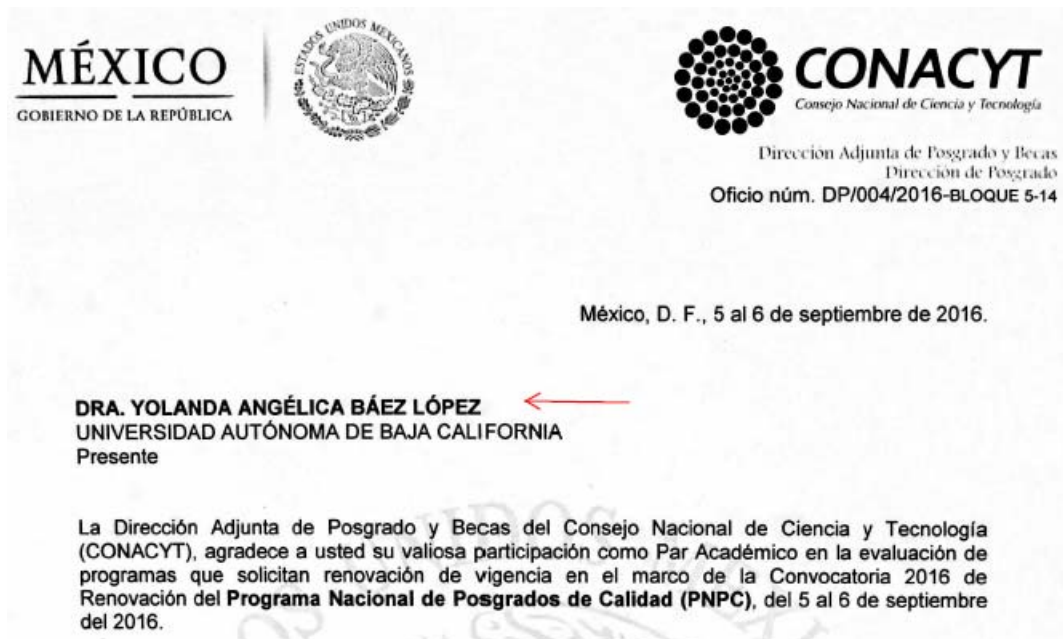 MÉXICO
GOBIERNO DE LA REPÚBLICA
ESTADOS UNIDOS MEXICANOS
CONACYT
Consejo Nacional de Ciencia y Tecnología
Dirección Adjunta de Posgrado y Becas
Dirección de Posgrado
Oficio núm. DP/004/2016-BLOQUE 5-14
México, D. F., 5 al 6 de septiembre de 2016.
DRA. YOLANDA ANGÉLICA BÁEZ LÓPEZ
UNIVERSIDAD AUTÓNOMA DE BAJA CALIFORNIA
Presente
La Dirección Adjunta de Posgrado y Becas del Consejo Nacional de Ciencia y Tecnología
(CONACYT), agradece a usted su valiosa participación como Par Académico en la evaluación de
programas que solicitan renovación de vigencia en el marco de la Convocatoria 2016 de
Renovación del Programa Nacional de Posgrados de Calidad (PNPC), del 5 al 6 de septiembre
del 2016.